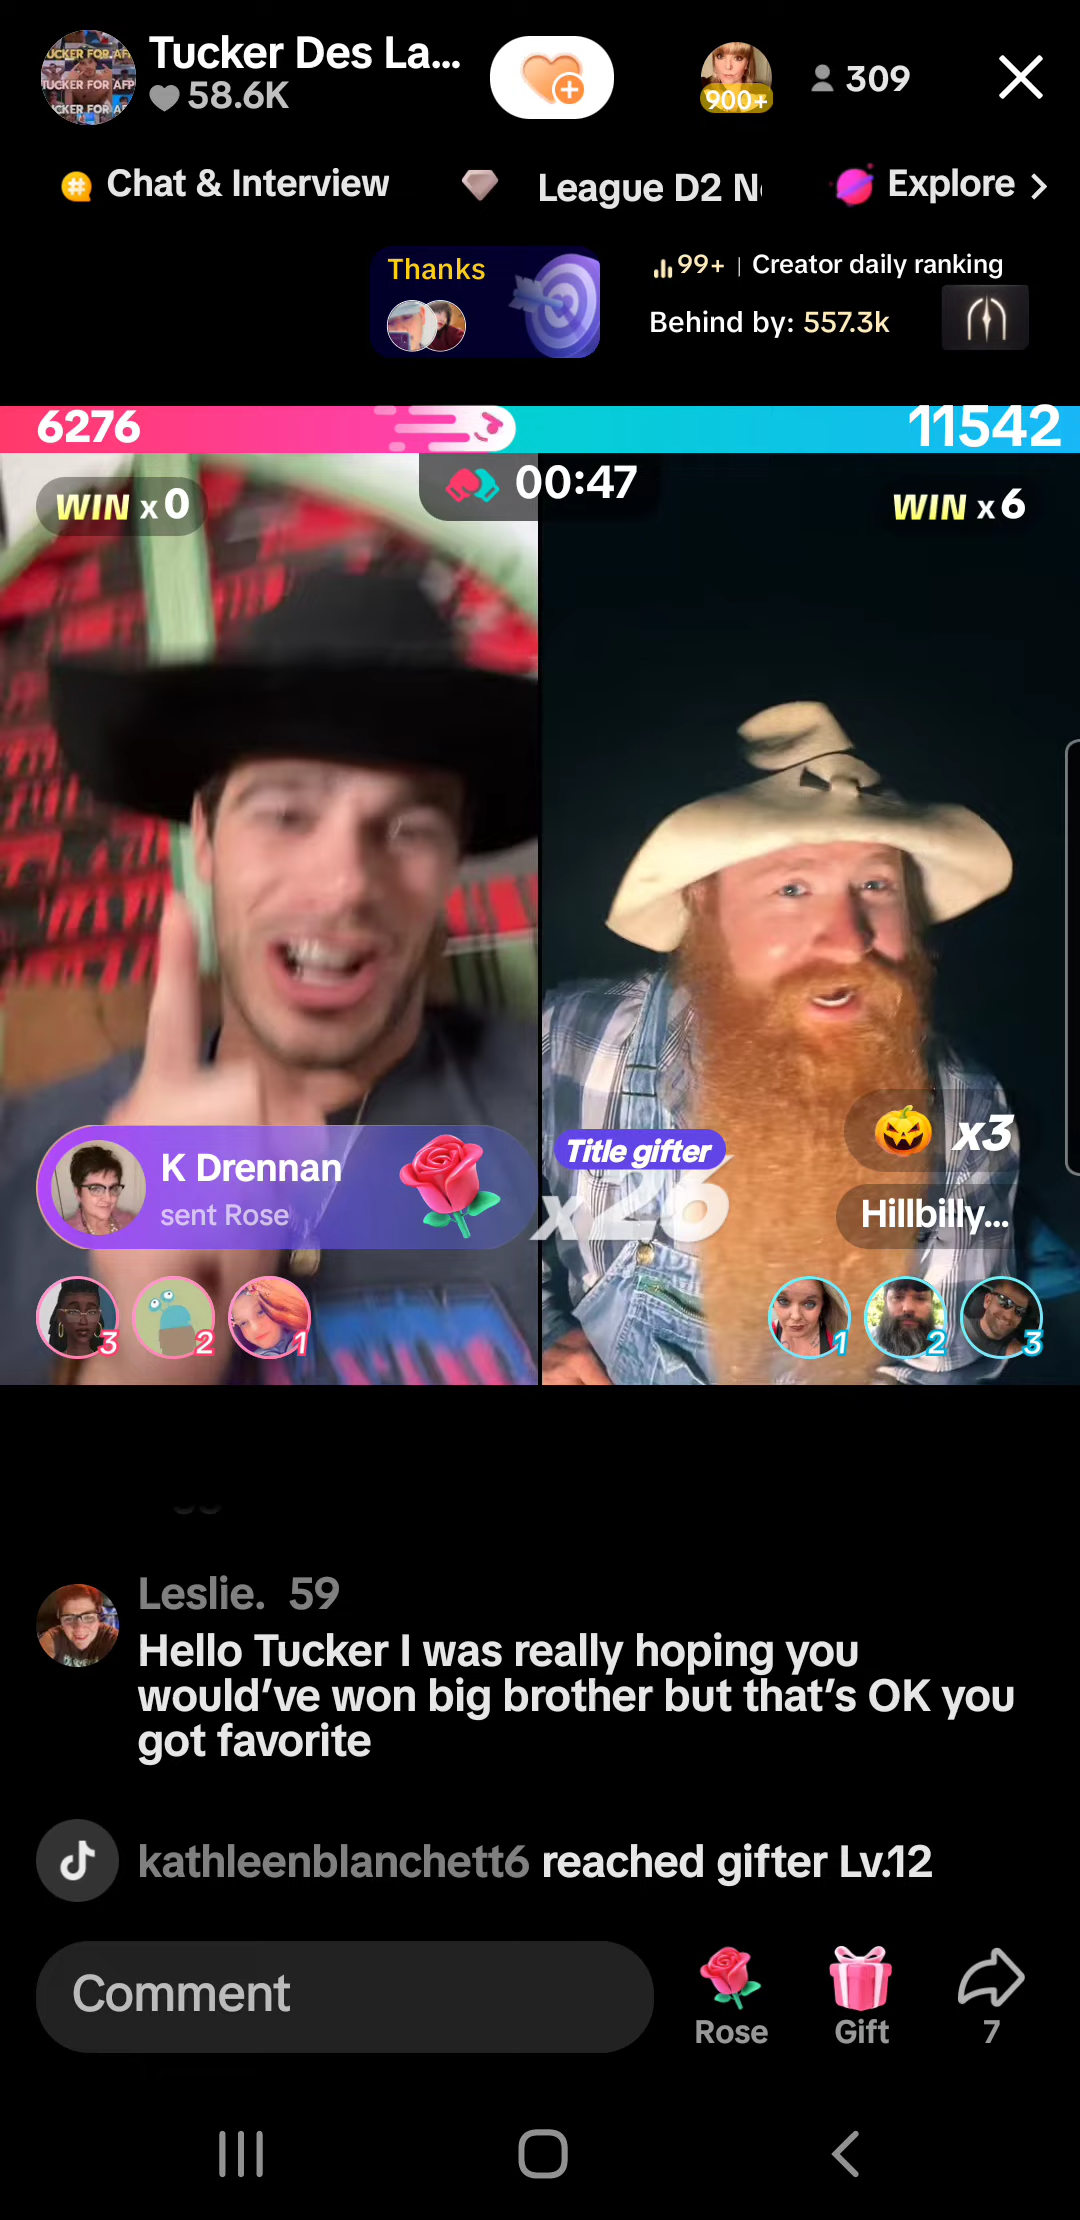 Tucker Des La...
58.6K
900+
309
Chat & Interview
League D2 N
Explore
Thanks
99+ | Creator daily ranking
Behind by: 557.3k
6276
11542
00:47
WIN x 0
WIN x 6
K Drennan
sent Rose
x26
Title gifter
x3
Hillbilly...
3
2
1
1
2
3
Leslie. 59
Hello Tucker I was really hoping you
would’ve won big brother but that’s OK you
got favorite
kathleenblanchett6 reached gifter Lv.12
Comment
Rose
Gift
7